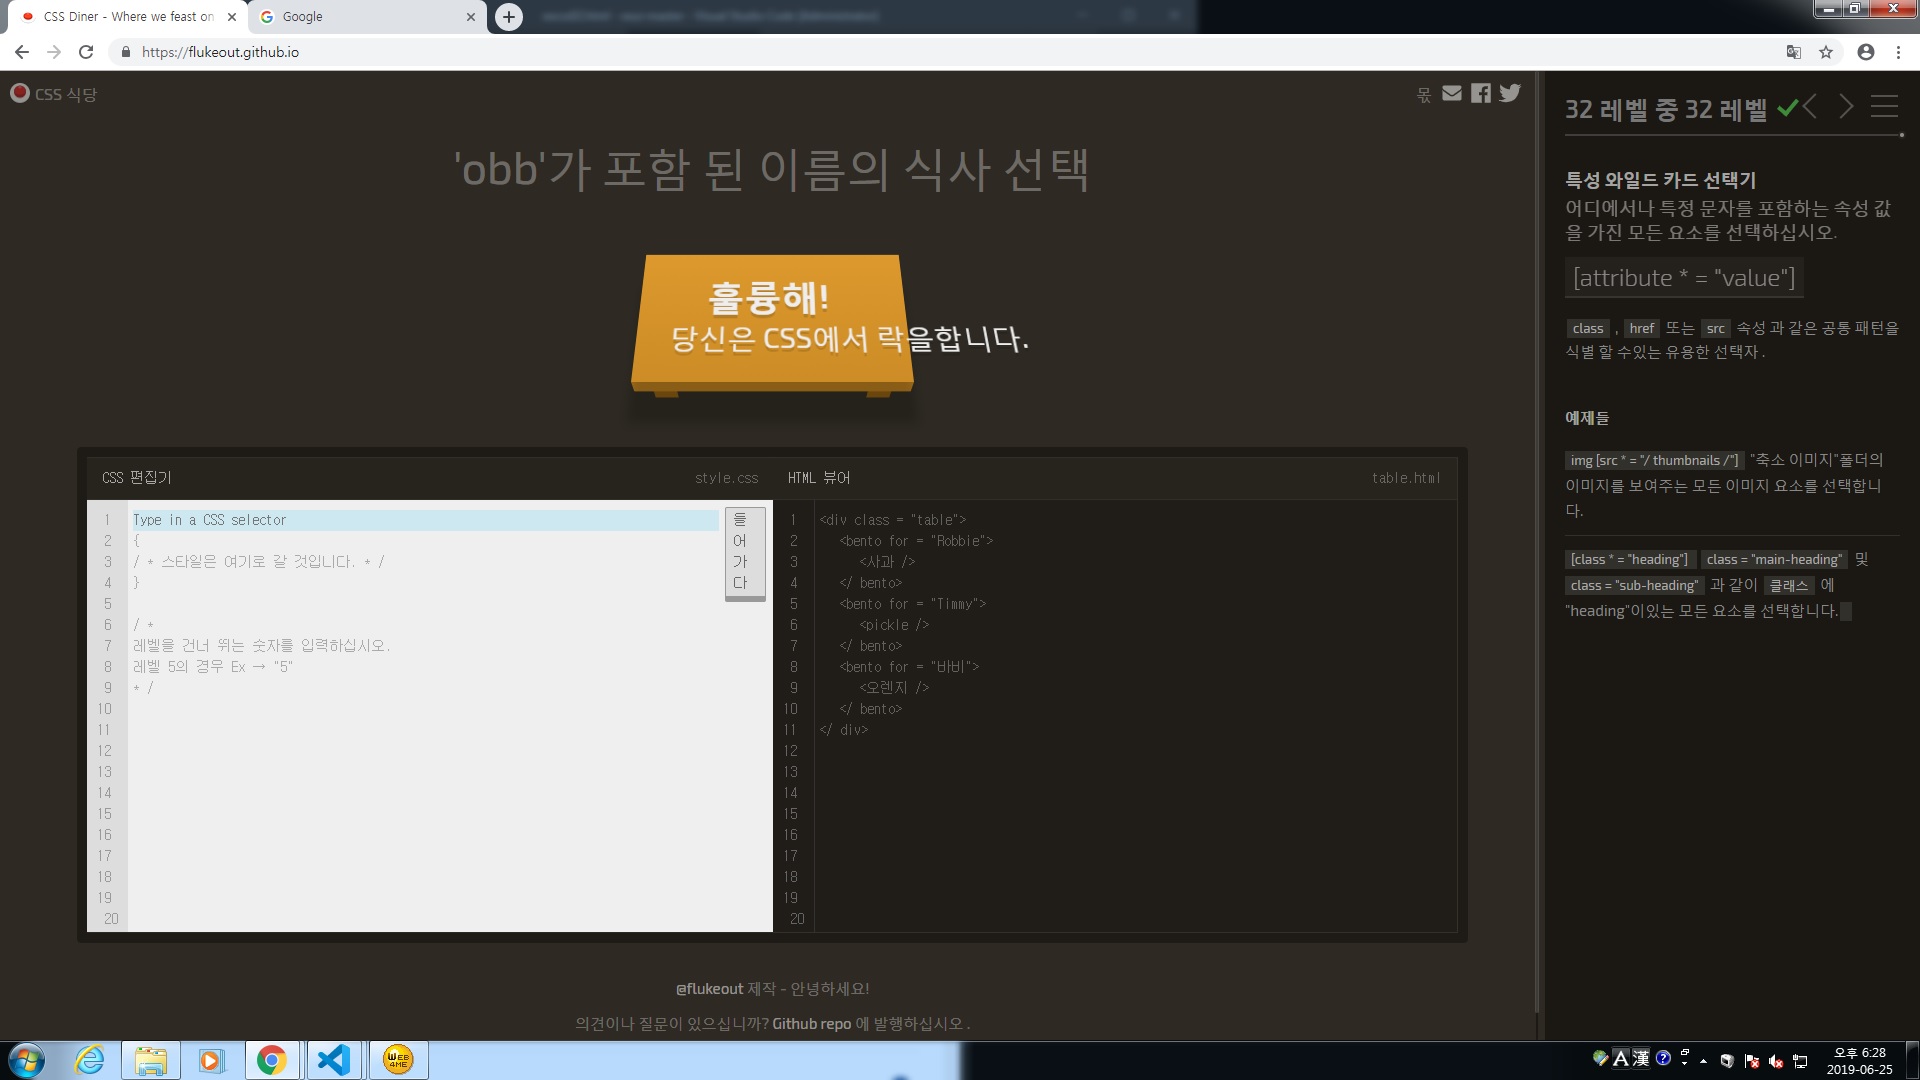 CSS Diner - Where we feast on
Google
https://flukeout.github.io
CSS 식당
몫
'obb'가 포함 된 이름의 식사 선택
훌륭해!
당신은 CSS에서 락을합니다.
CSS 편집기
style.css
HTML 뷰어
table.html
1
2
3
4
5
6
7
8
9
10
11
12
13
14
15
16
17
18
19
20
Type in a CSS selector
{
/ * 스타일은 여기로 갈 것입니다. * /
}
/ *
레벨을 건너 뛰는 숫자를 입력하십시오.
레벨 5의 경우 Ex → "5"
* /
들
어
가
다
1 <div class = "table">
2 <bento for = "Robbie">
3 <사과 />
4 </ bento>
5 <bento for = "Timmy">
6 <pickle />
7 </ bento>
8 <bento for = "바비">
9 <오렌지 />
10 </ bento>
11 </ div>
12
13
14
15
16
17
18
19
20
@flukeout 제작 - 안녕하세요!
의견이나 질문이 있으십니까? Github repo 에 발행하십시오 .
32 레벨 중 32 레벨
특성 와일드 카드 선택기
어디에서나 특정 문자를 포함하는 속성 값
을 가진 모든 요소를 선택하십시오.
[attribute * = "value"]
class , href 또는 src 속성 과 같은 공통 패턴을
식별 할 수있는 유용한 선택자 .
예제들
img [src * = "/ thumbnails /"] "축소 이미지"폴더의
이미지를 보여주는 모든 이미지 요소를 선택합니
다.
[class * = "heading"] class = "main-heading" 및
class = "sub-heading" 과 같이 클래스 에
"heading"이있는 모든 요소를 선택합니다.
WEB
4ME
A 漢
오후 6:28
2019-06-25